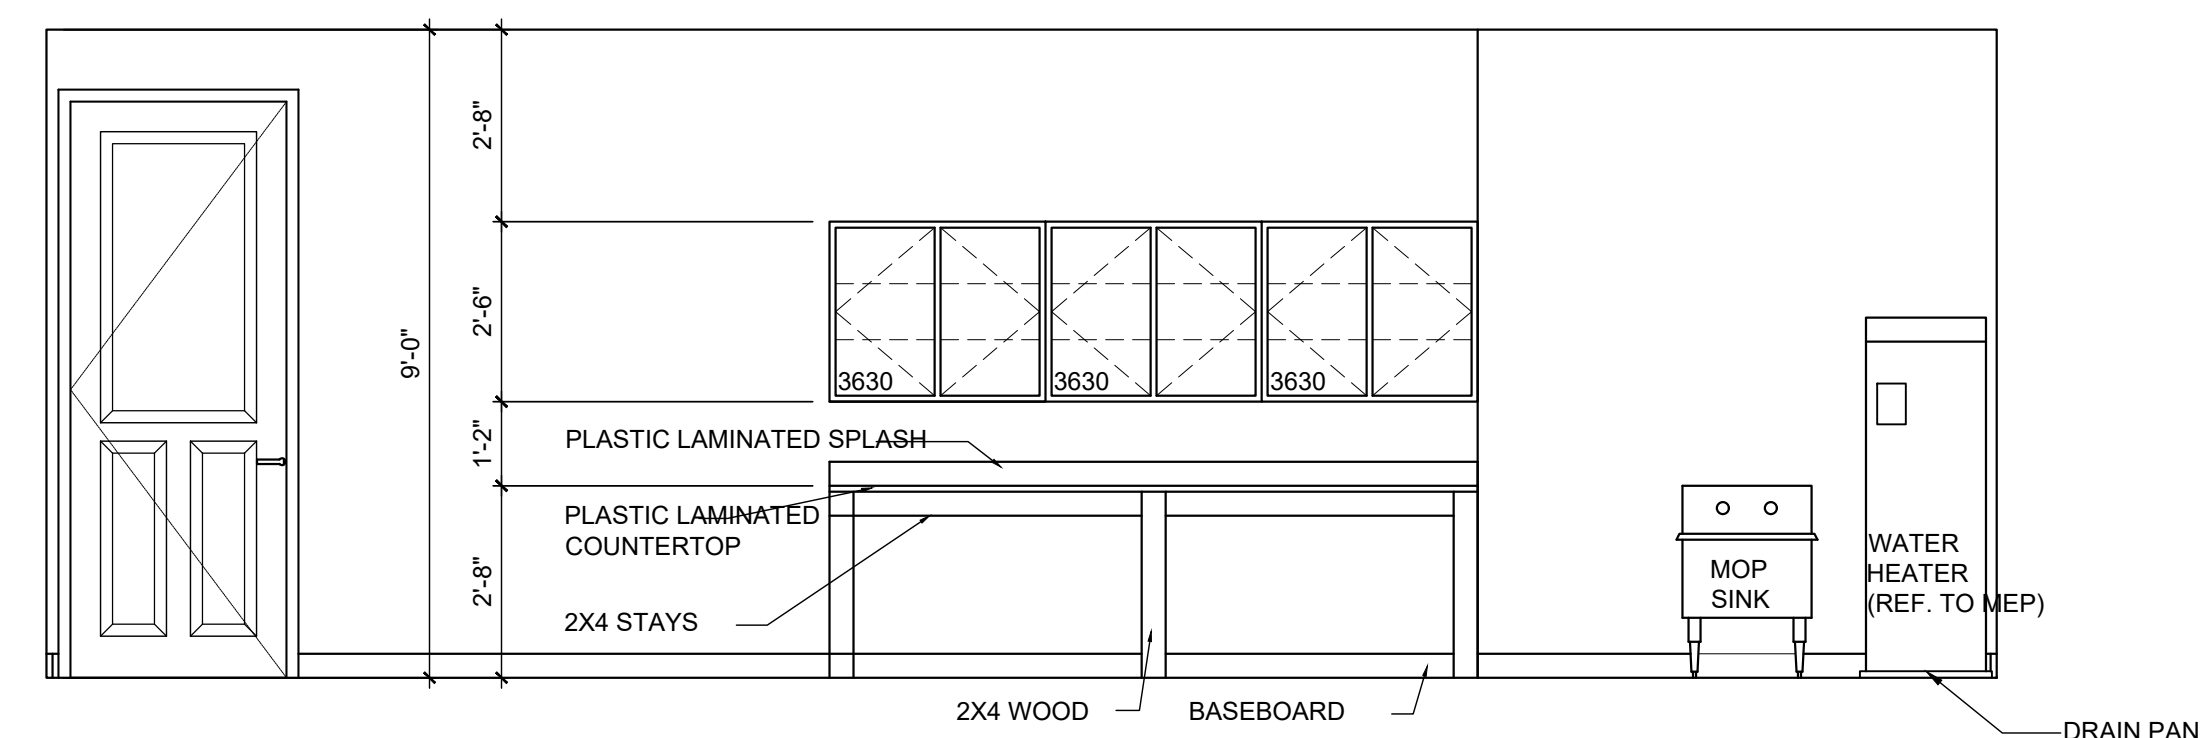 2'-8"
2'-6"
9'-0"
3630
3630
3630
1'-2"
PLASTIC LAMINATED SPLASH
PLASTIC LAMINATED
COUNTERTOP
2'-8"
2X4 STAYS
MOP
SINK
WATER
HEATER
(REF. TO MEP)
2X4 WOOD
BASEBOARD
DRAIN PAN